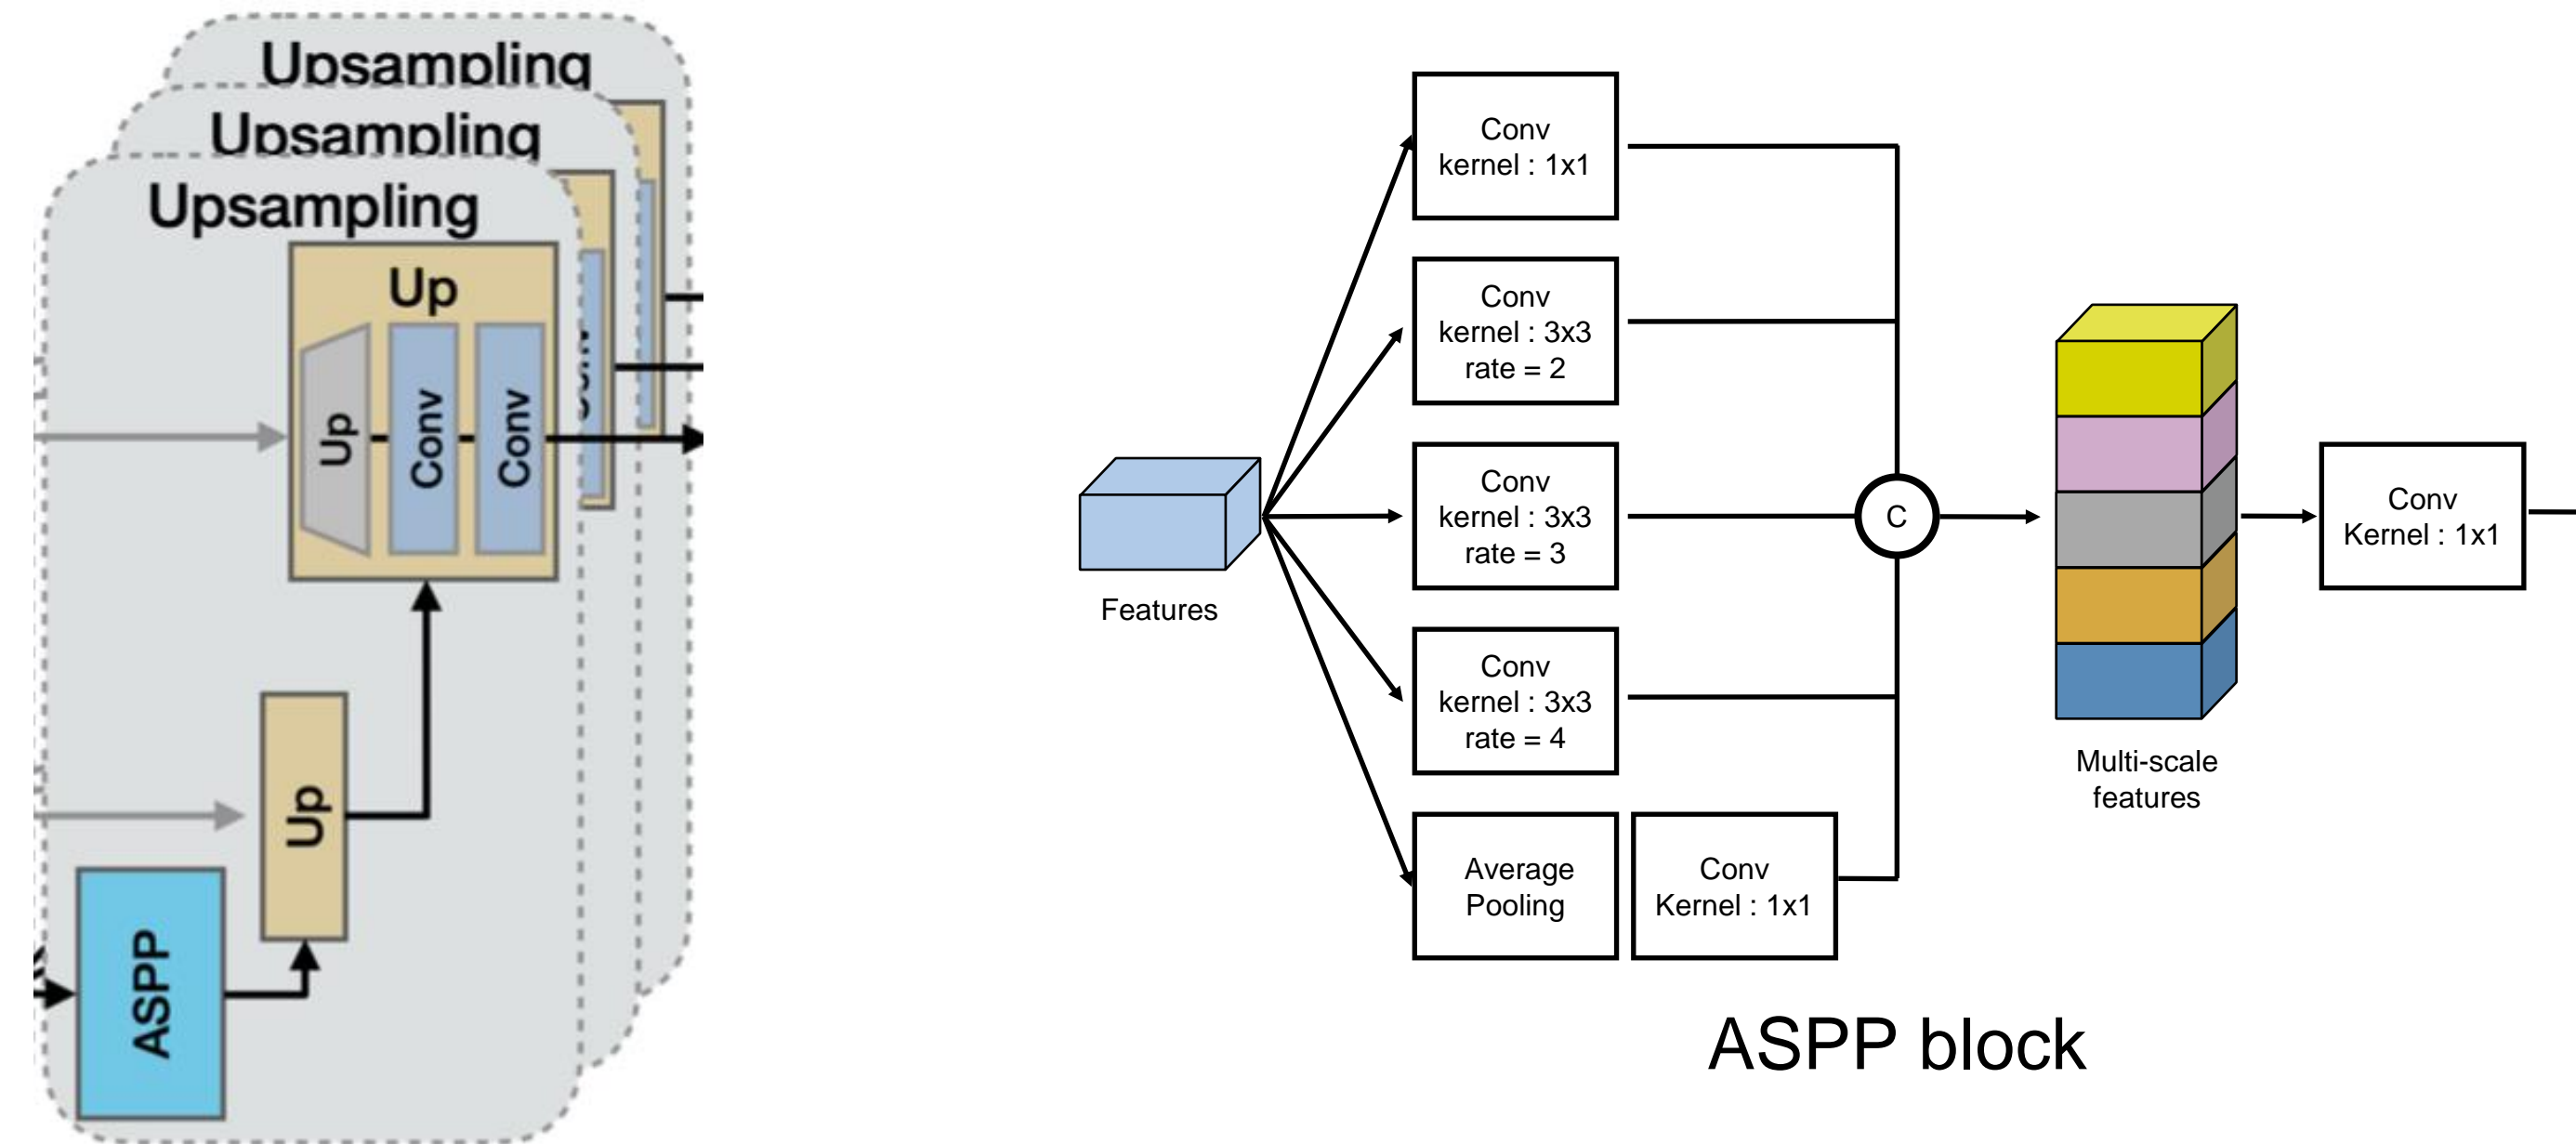 Upsampling
Upsampling
Upsampling
Up
Up
Conv
Conv
Up
ASPP
Features
Conv
kernel : 1x1
Conv
kernel : 3x3
rate = 2
Conv
kernel : 3x3
rate = 3
Conv
kernel : 3x3
rate = 4
Average
Pooling
Conv
Kernel : 1x1
C
Multi-scale
features
Conv
Kernel : 1x1
ASPP block